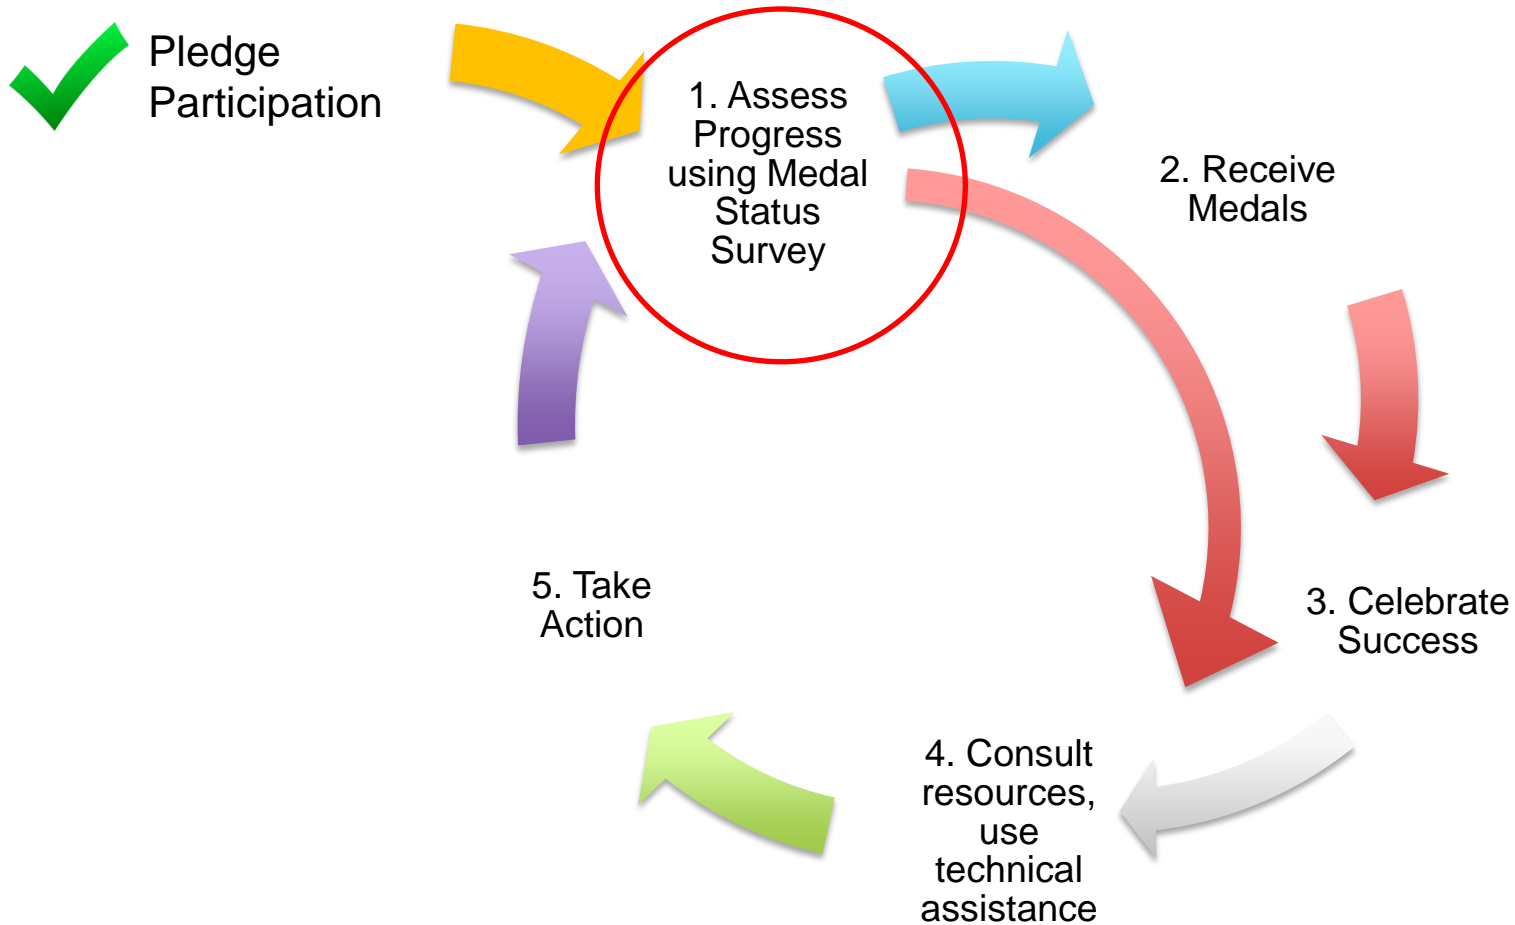 Pledge
Participation
1. Assess
Progress
using Medal
Status
Survey
2. Receive
Medals
3. Celebrate
Success
4. Consult
resources,
use
technical
assistance
5. Take
Action